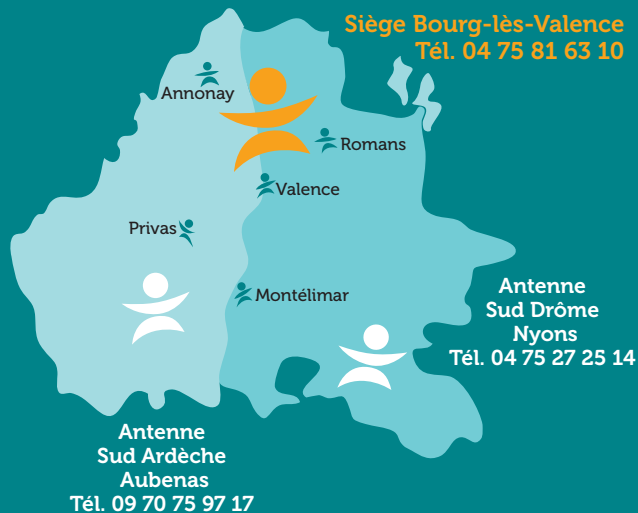 Siège Bourg-lès-Valence
Tél. 04 75 81 63 10
Annonay
Romans
Valence
Privas
Montélimar
Antenne
Sud Drôme
Nyons
Tél. 04 75 27 25 14
Antenne
Sud Ardèche
Aubenas
Tél. 09 70 75 97 17